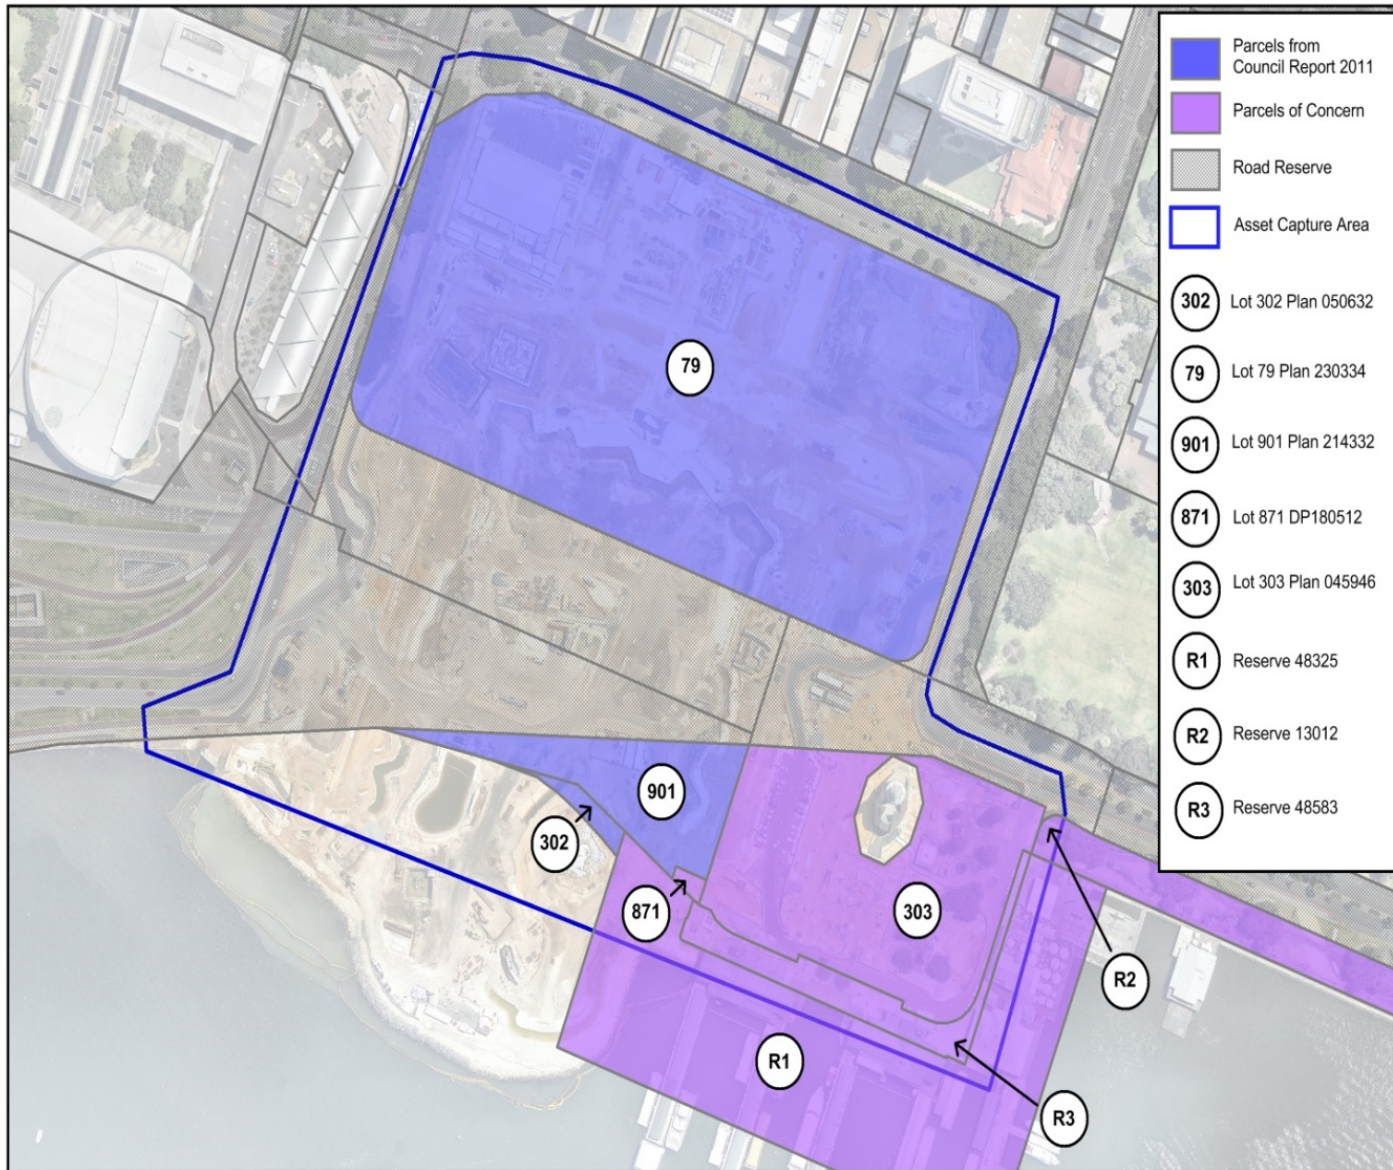 Parcels from
Council Report 2011
Parcels of Concern
Road Reserve
Asset Capture Area
302 Lot 302 Plan 050632
79 Lot 79 Plan 230334
901 Lot 901 Plan 214332
871 Lot 871 DP180512
303 Lot 303 Plan 045946
R1 Reserve 48325
R2 Reserve 13012
R3 Reserve 48583
79
901
302
871
303
R2
R1
R3